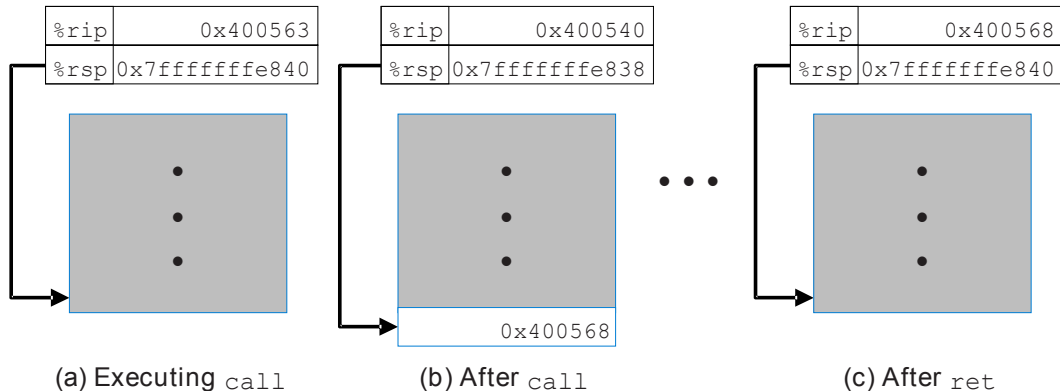 %rip 0x400563
%rsp 0x7fffffffe840
(a) Executing call
%rip 0x400540
%rsp 0x7fffffffe838
0x400568
(b) After call
%rip 0x400568
%rsp 0x7fffffffe840
(c) After ret